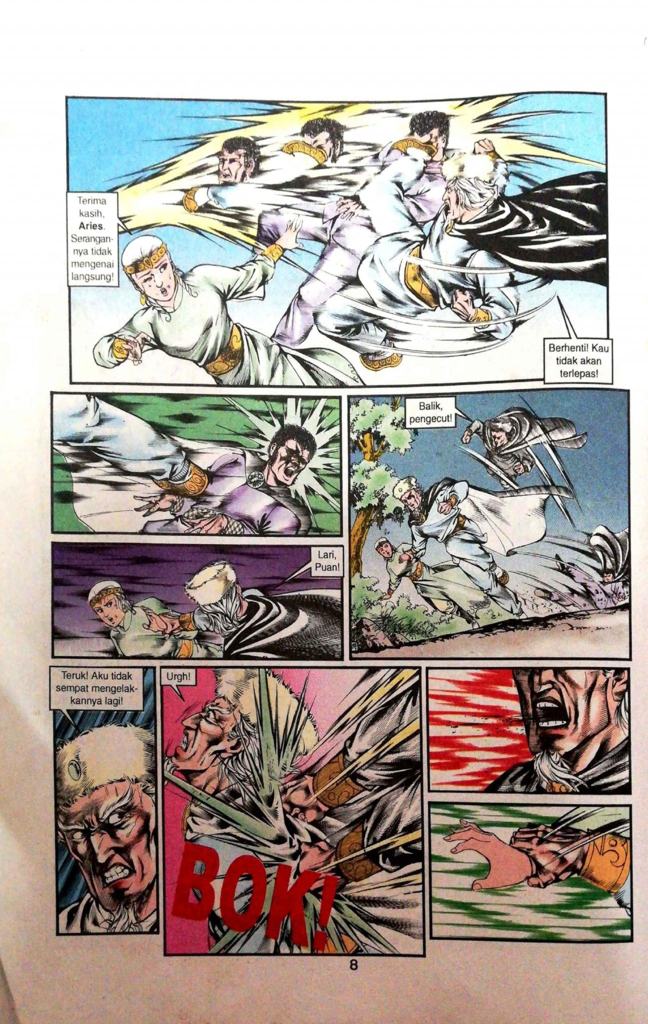 Terima
kasih,
Aries.
Serangan-
nya tidak
mengenai
langsung!
Berhenti! Kau
tidak akan
terlepas!
Balik,
pengecut!
Lari,
Puan!
Teruk! Aku tidak
sempat mengelak-
kannya lagi!
Urgh!
BOK!
8